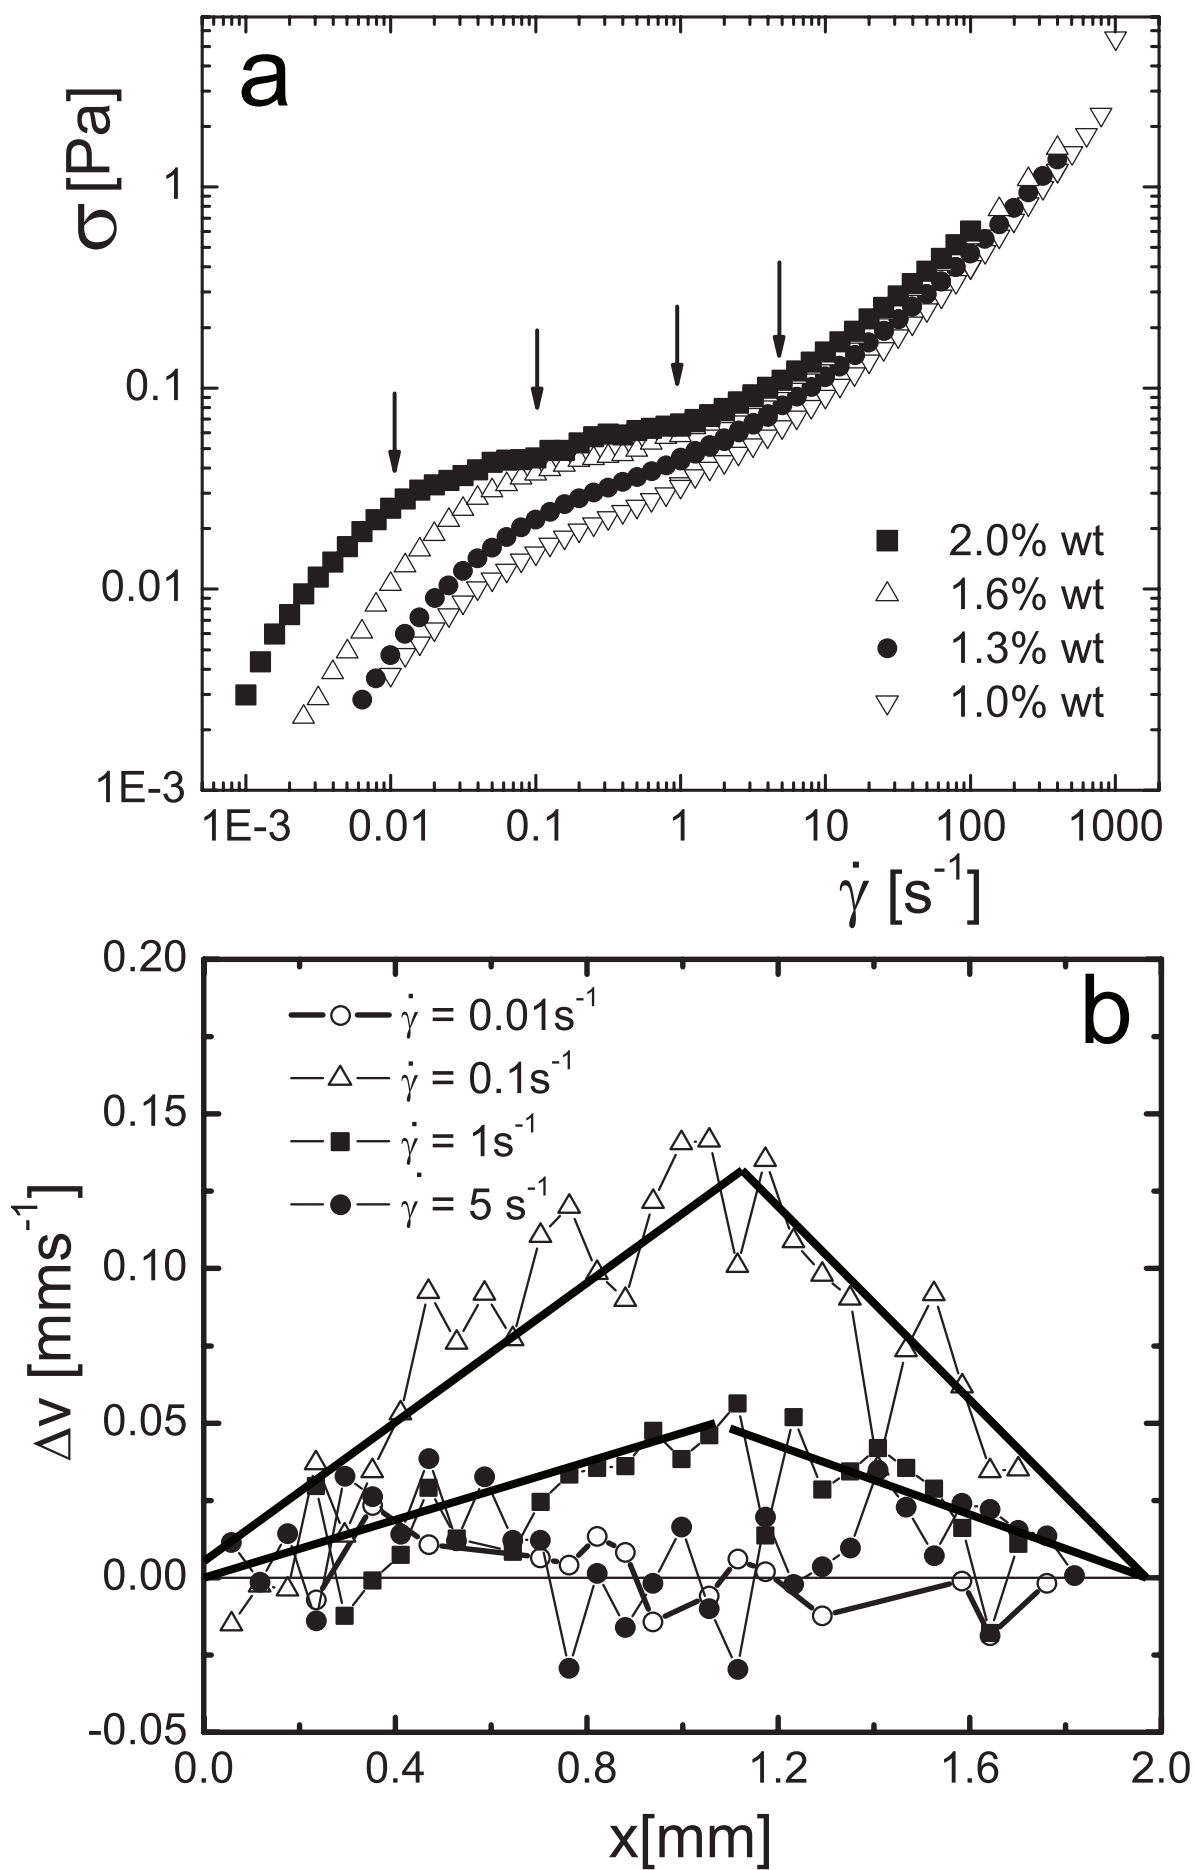 a
σ [Pa]
1
0.1
0.01
1E-3
2.0% wt
1.6% wt
1.3% wt
1.0% wt
1E-3 0.01 0.1 1 10 100 1000
γ̇ [s⁻¹]
b
Δv [mms⁻¹]
0.20
0.15
0.10
0.05
0.00
-0.05
γ̇ = 0.01s⁻¹
γ̇ = 0.1s⁻¹
γ̇ = 1s⁻¹
γ̇ = 5 s⁻¹
0.0 0.4 0.8 1.2 1.6 2.0
x[mm]